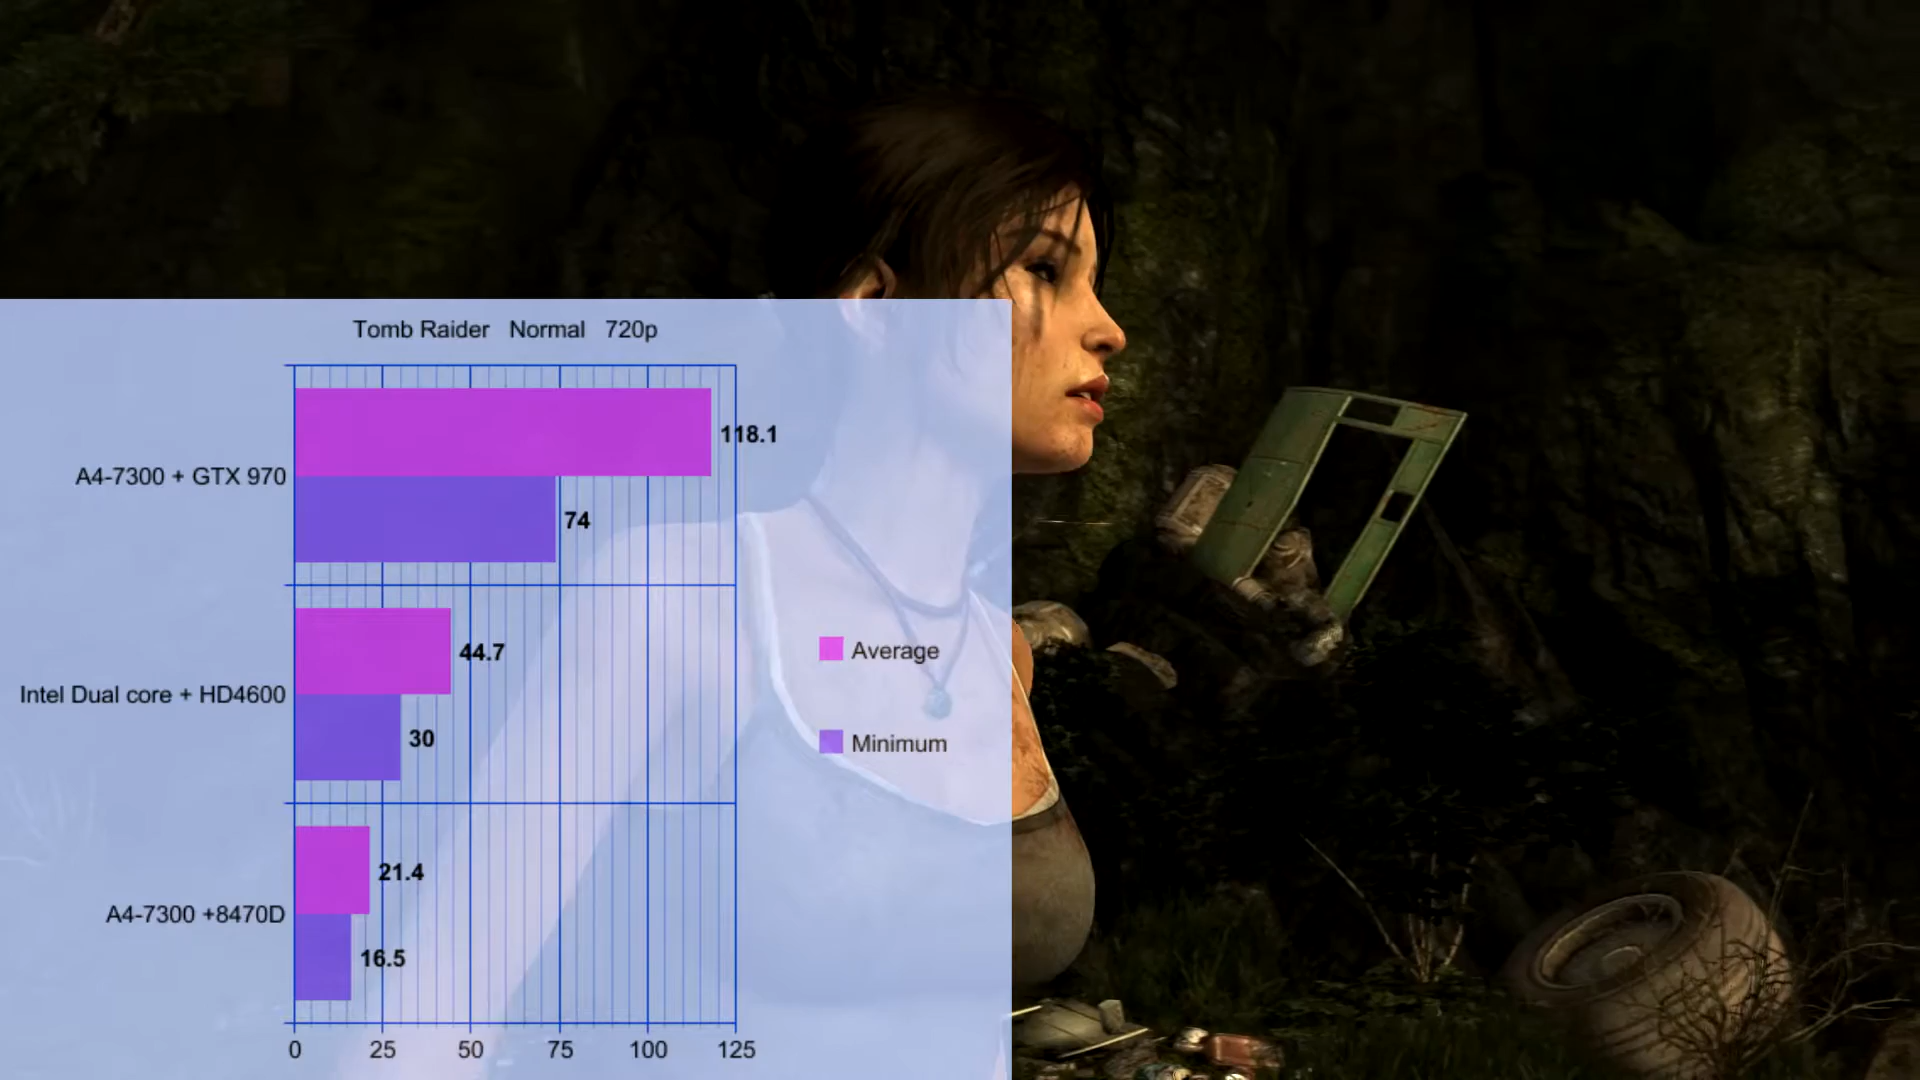 Tomb Raider Normal 720p
118.1
A4-7300 + GTX 970
74
44.7
Average
Intel Dual core + HD4600
30
Minimum
21.4
A4-7300 +8470D
16.5
0 25 50 75 100 125